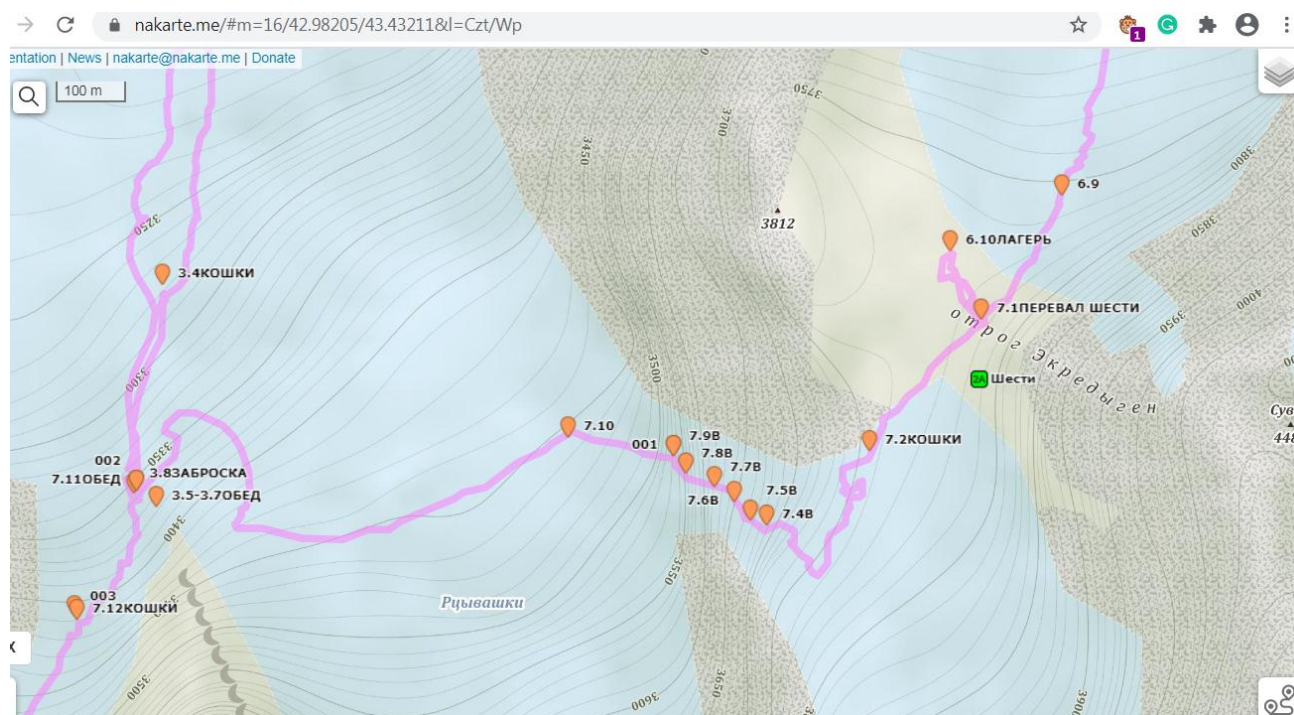 nakarte.me/#m=16/42.98205/43.43211&l=Czt/Wp
1
entation | News | nakarte@nakarte.me | Donate
100 m
3750
3700
3450
3812
3800
6.9
3850
3250
6.10ЛАГЕРЬ
3.4КОШКИ
4000
7.1ПЕРЕВАЛ ШЕСТИ
отрог Экредыген
3950
3300
3500
2А Шести
7.10
7.9В
001
7.2КОШКИ
7.8В
3350
002
3.8ЗАБРОСКА
7.7В
7.11ОБЕД
3.5-3.7ОБЕД
7.6В
7.5В
7.4В
3400
3550
003
7.12КОШКИ
Рцывашки
3500
3650
3600
3900